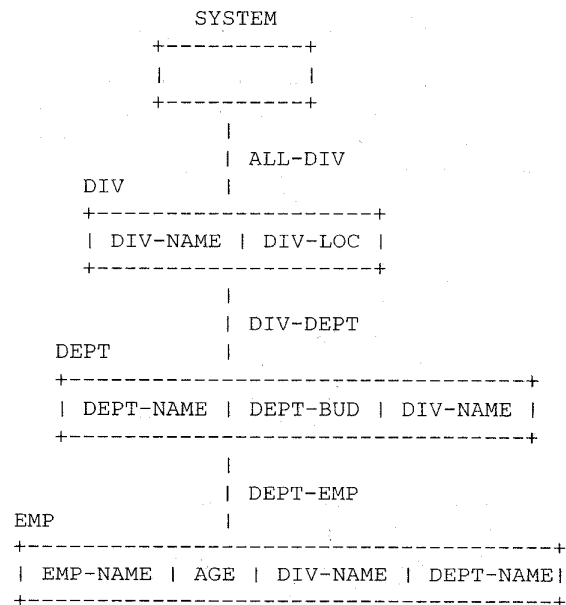 SYSTEM
ALL-DIV
DIV
| DIV-NAME | DIV-LOC |
DIV-DEPT
DEPT
| DEPT-NAME | DEPT-BUD | DIV-NAME |
DEPT-EMP
EMP
| EMP-NAME | AGE | DIV-NAME | DEPT-NAME|